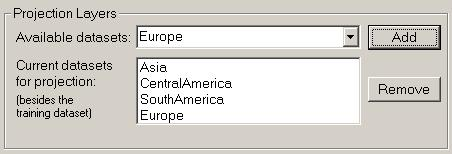 Projection Layers
Available datasets: Europe Add
Current datasets
for projection:
(besides the
training dataset)
Asia
CentralAmerica
SouthAmerica
Europe
Remove